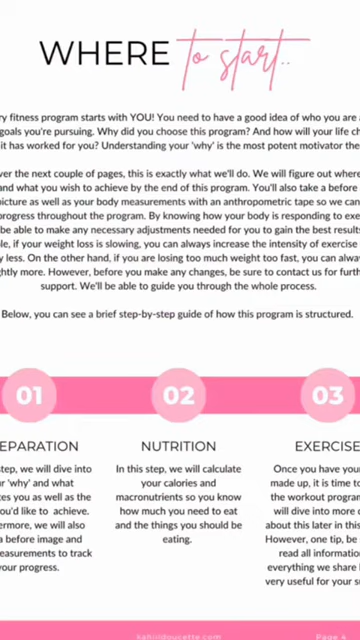 WHERE to start..
ry fitness program starts with YOU! You need to have a good idea of who you are a
goals you're pursuing. Why did you choose this program? And how will your life ch
it has worked for you? Understanding your 'why' is the most potent motivator the
ver the next couple of pages, this is exactly what we'll do. We will figure out where
and what you wish to achieve by the end of this program. You'll also take a before
picture as well as your body measurements with an anthropometric tape so we can
progress throughout the program. By knowing how your body is responding to exe
be able to make any necessary adjustments needed for you to gain the best results
le, if your weight loss is slowing, you can always increase the intensity of exercise
y less. On the other hand, if you are losing too much weight too fast, you can alway
ghtly more. However, before you make any changes, be sure to contact us for furth
support. We'll be able to guide you through the whole process.
Below, you can see a brief step-by-step guide of how this program is structured.
01
02
03
EPARATION
step, we will dive into
ur 'why' and what
tes you as well as the
you'd like to achieve.
ermore, we will also
a before image and
easurements to track
your progress.
NUTRITION
In this step, we will calculate
your calories and
macronutrients so you know
how much you need to eat
and the things you should be
eating.
EXERCISE
Once you have your
made up, it is time to
the workout program
will dive into more d
about this later in this
However, one tip, be
read all information
everything we share l
very useful for your su
kahilldoucette.com
Page 4